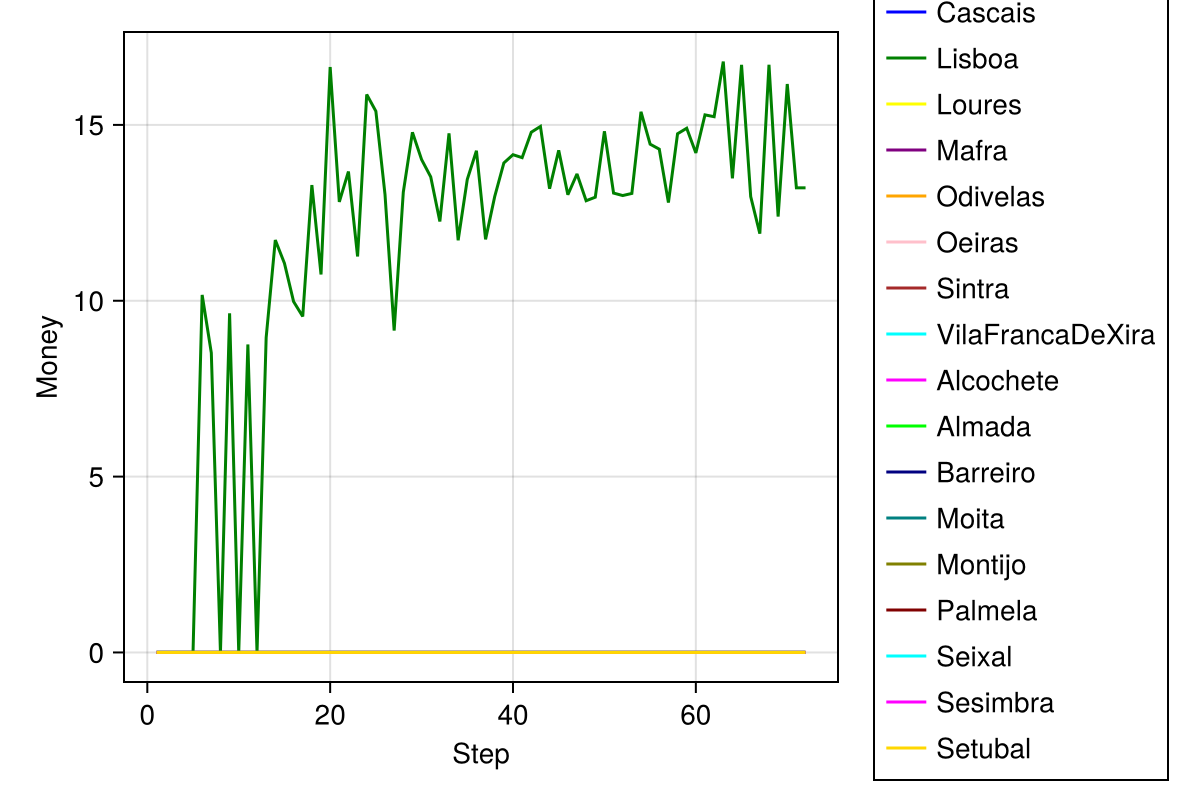 Money
15
10
5
0
0 20 40 60
Step
Cascais
Lisboa
Loures
Mafra
Odivelas
Oeiras
Sintra
VilaFrancaDeXira
Alcochete
Almada
Barreiro
Moita
Montijo
Palmela
Seixal
Sesimbra
Setubal